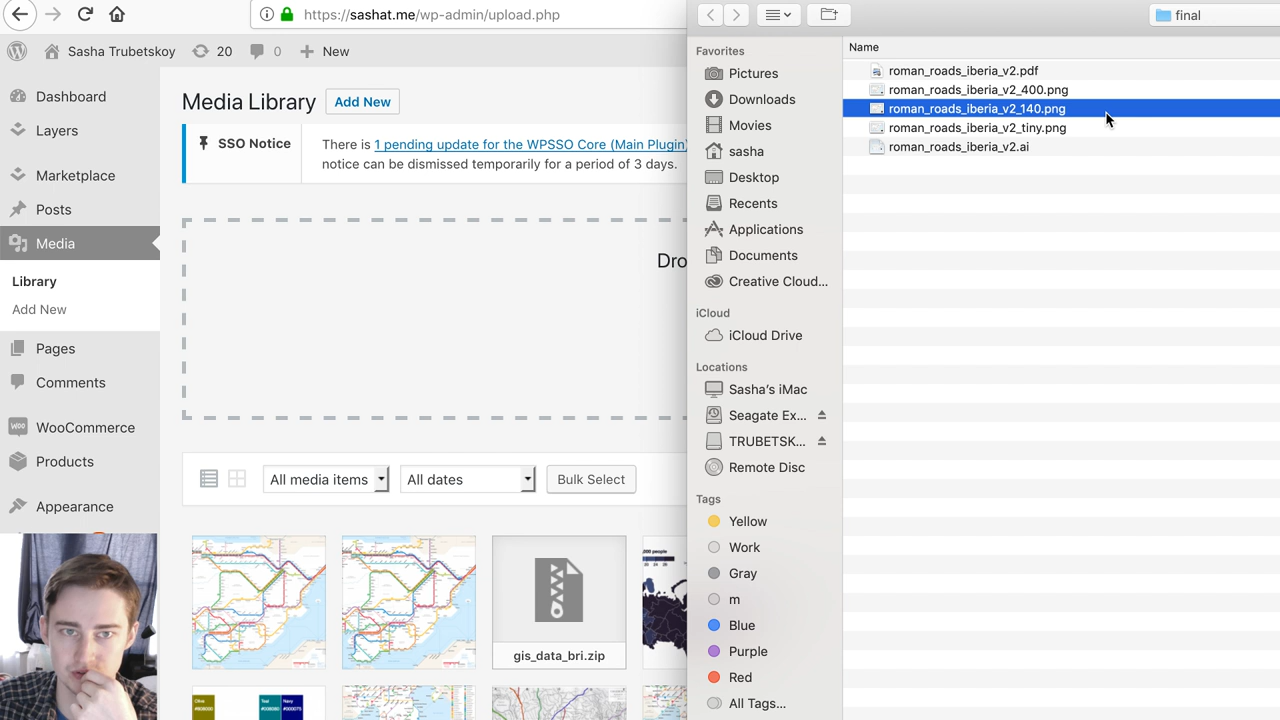 https://sashat.me/wp-admin/upload.php
Sasha Trubetskoy
20
0
New
Dashboard
Layers
Marketplace
Posts
Media
Library
Add New
Pages
Comments
WooCommerce
Products
Appearance
Media Library
Add New
SSO Notice
There is 1 pending update for the WPSSO Core (Main Plugin)
notice can be dismissed temporarily for a period of 3 days.
Dro
All media items
All dates
Bulk Select
gis_data_bri.zip
final
Favorites
Pictures
Downloads
Movies
sasha
Desktop
Recents
Applications
Documents
Creative Cloud...
iCloud
iCloud Drive
Locations
Sasha's iMac
Seagate Ex...
TRUBETSK...
Remote Disc
Tags
Yellow
Work
Gray
m
Blue
Purple
Red
All Tags...
Name
roman_roads_iberia_v2.pdf
roman_roads_iberia_v2_400.png
roman_roads_iberia_v2_140.png
roman_roads_iberia_v2_tiny.png
roman_roads_iberia_v2.ai